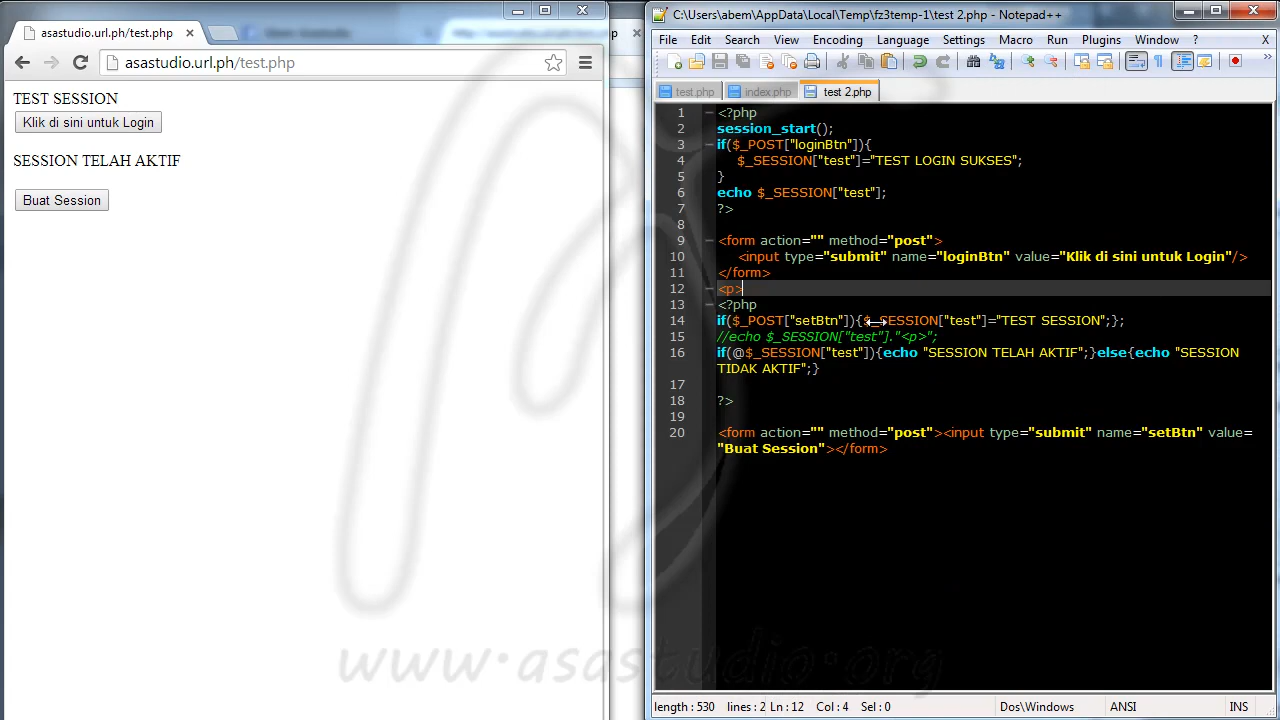 asastudio.url.ph/test.php
asastudio.url.ph/test.php
TEST SESSION
Klk di sini untuk Login
SESSION TELAH AKTIF
Buat Session
C:\Users\abem\AppData\Local\Temp\fz3temp-1\test 2.php - Notepad++
File Edit Search View Encoding Language Settings Macro Run Plugins Window ? X
test.php index.php test 2.php
1 <?php
2 session_start();
3 if($_POST["loginBtn"]){
4 $_SESSION["test"]="TEST LOGIN SUKSES";
5 }
6 echo $_SESSION["test"];
7 ?>
8
9 <form action="" method="post">
10 <input type="submit" name="loginBtn" value="Klik di sini untuk Login"/>
11 </form>
12 <p>
13 <?php
14 if($_POST["setBtn"]){$_SESSION["test"]="TEST SESSION";};
15 //echo $_SESSION["test"]."<p>";
16 if(@$_SESSION["test"]){echo "SESSION TELAH AKTIF";}else{echo "SESSION
TIDAK AKTIF";}
17
18 ?>
19
20 <form action="" method="post"><input type="submit" name="setBtn" value=
"Buat Session"></form>
www.asastudio.org
length : 530 lines : 2 Ln : 12 Col : 4 Sel : 0 Dos\Windows ANSI INS